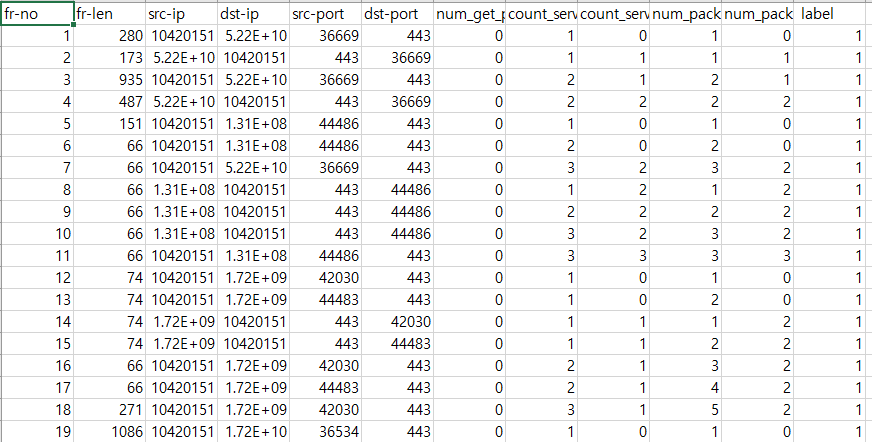 fr-no fr-len src-ip dst-ip src-port dst-port num_get_p count_serv count_serv num_pack num_pack label
1 280 10420151 5.22E+10 36669 443 0 1 0 1 0 1
2 173 5.22E+10 10420151 443 36669 0 1 1 1 1 1
3 935 10420151 5.22E+10 36669 443 0 2 1 2 1 1
4 487 5.22E+10 10420151 443 36669 0 2 2 2 2 1
5 151 10420151 1.31E+08 44486 443 0 1 0 1 0 1
6 66 10420151 1.31E+08 44486 443 0 2 0 2 0 1
7 66 10420151 5.22E+10 36669 443 0 3 2 3 2 1
8 66 1.31E+08 10420151 443 44486 0 1 2 1 2 1
9 66 1.31E+08 10420151 443 44486 0 2 2 2 2 1
10 66 1.31E+08 10420151 443 44486 0 3 2 3 2 1
11 66 10420151 1.31E+08 44486 443 0 3 3 3 3 1
12 74 10420151 1.72E+09 42030 443 0 1 0 1 0 1
13 74 10420151 1.72E+09 44483 443 0 1 0 2 0 1
14 74 1.72E+09 10420151 443 42030 0 1 1 1 2 1
15 74 1.72E+09 10420151 443 44483 0 1 1 2 2 1
16 66 10420151 1.72E+09 42030 443 0 2 1 3 2 1
17 66 10420151 1.72E+09 44483 443 0 2 1 4 2 1
18 271 10420151 1.72E+09 42030 443 0 3 1 5 2 1
19 1086 10420151 1.72E+10 36534 443 0 1 0 1 0 1